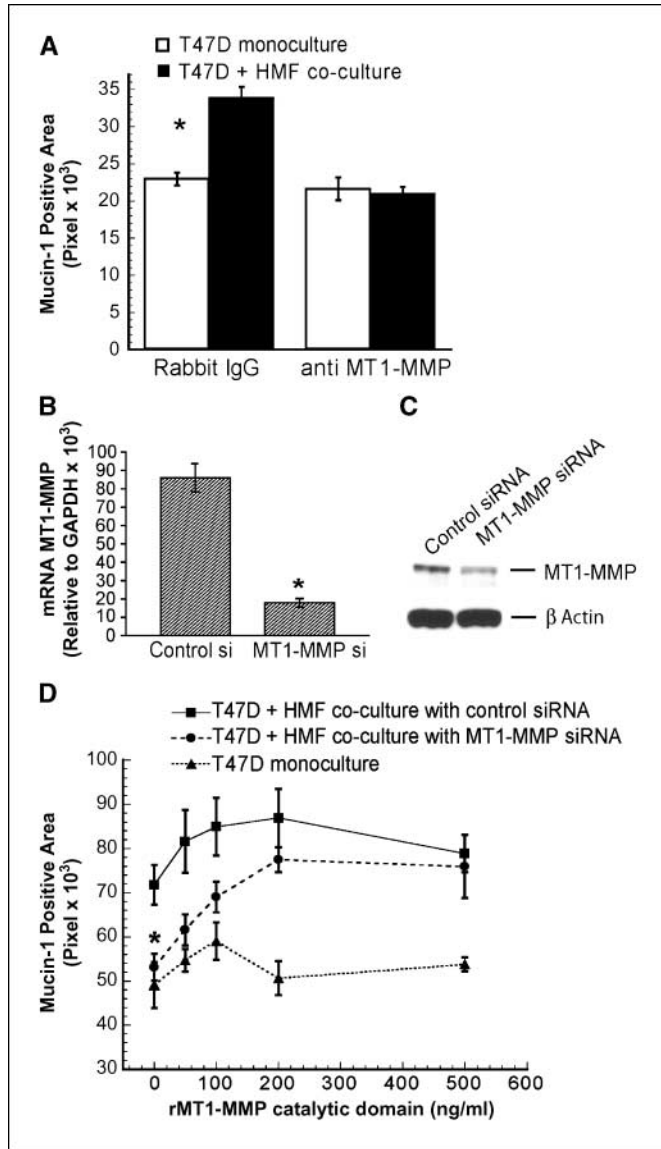 A
T47D monoculture
T47D + HMF co-culture
Mucin-1 Positive Area
(Pixel x 10³)
35
30
25
20
15
10
5
0
*
Rabbit IgG
anti MT1-MMP
B
mRNA MT1-MMP
(Relative to GAPDH x 10³)
100
90
80
70
60
50
40
30
20
10
0
*
Control si
MT1-MMP si
C
Control siRNA
MT1-MMP siRNA
MT1-MMP
β Actin
D
T47D + HMF co-culture with control siRNA
T47D + HMF co-culture with MT1-MMP siRNA
T47D monoculture
Mucin-1 Positive Area
(Pixel x 10³)
100
90
80
70
60
50
40
30
*
0
100
200
300
400
500
600
rMT1-MMP catalytic domain (ng/ml)